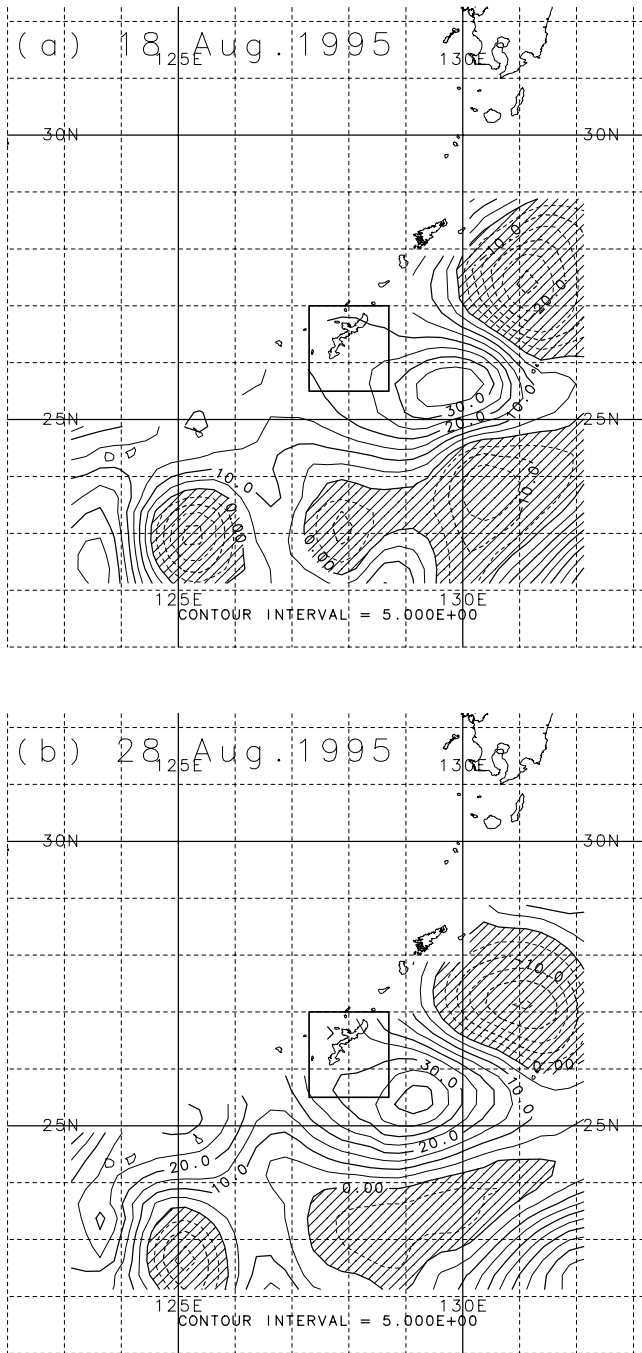 (a) 18 Aug.1995
125E 130E
30N 30N
10.0
20.0
30.0
20.0 10.0
25N 25N
10.0
0.00 10.0
0.00
125E 130E
CONTOUR INTERVAL = 5.000E+00
(b) 28 Aug.1995
125E 130E
30N 30N
10.0
30.0 0.00
10.0
25N 25N
20.0
20.0
10.0 0.00
125E 130E
CONTOUR INTERVAL = 5.000E+00